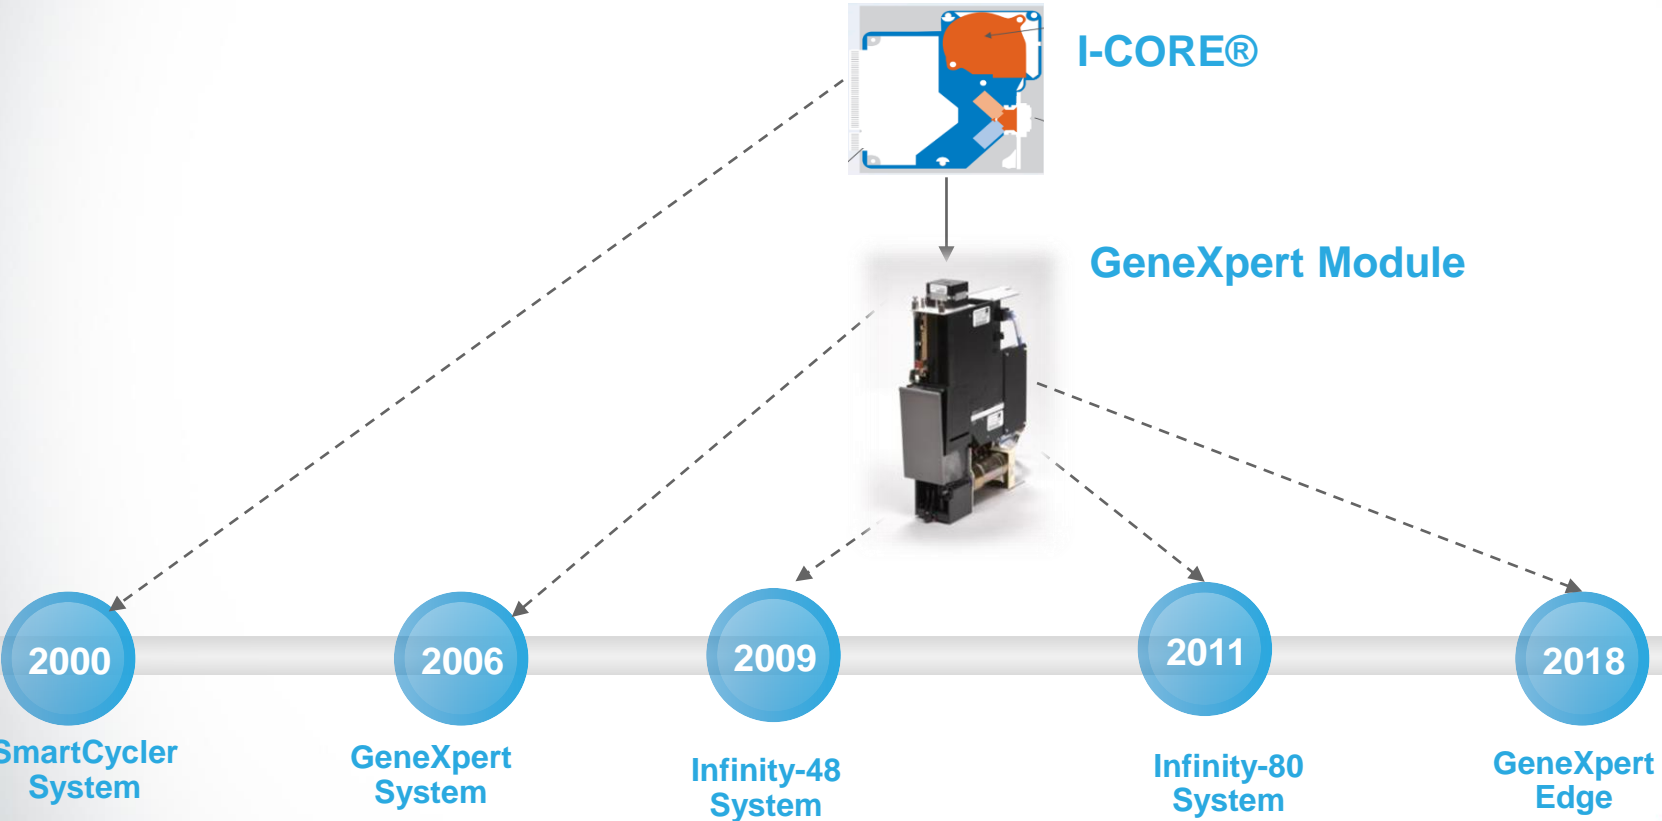 I-CORE®
GeneXpert Module
2000
2006
2009
2011
2018
SmartCycler
System
GeneXpert
System
Infinity-48
System
Infinity-80
System
GeneXpert
Edge